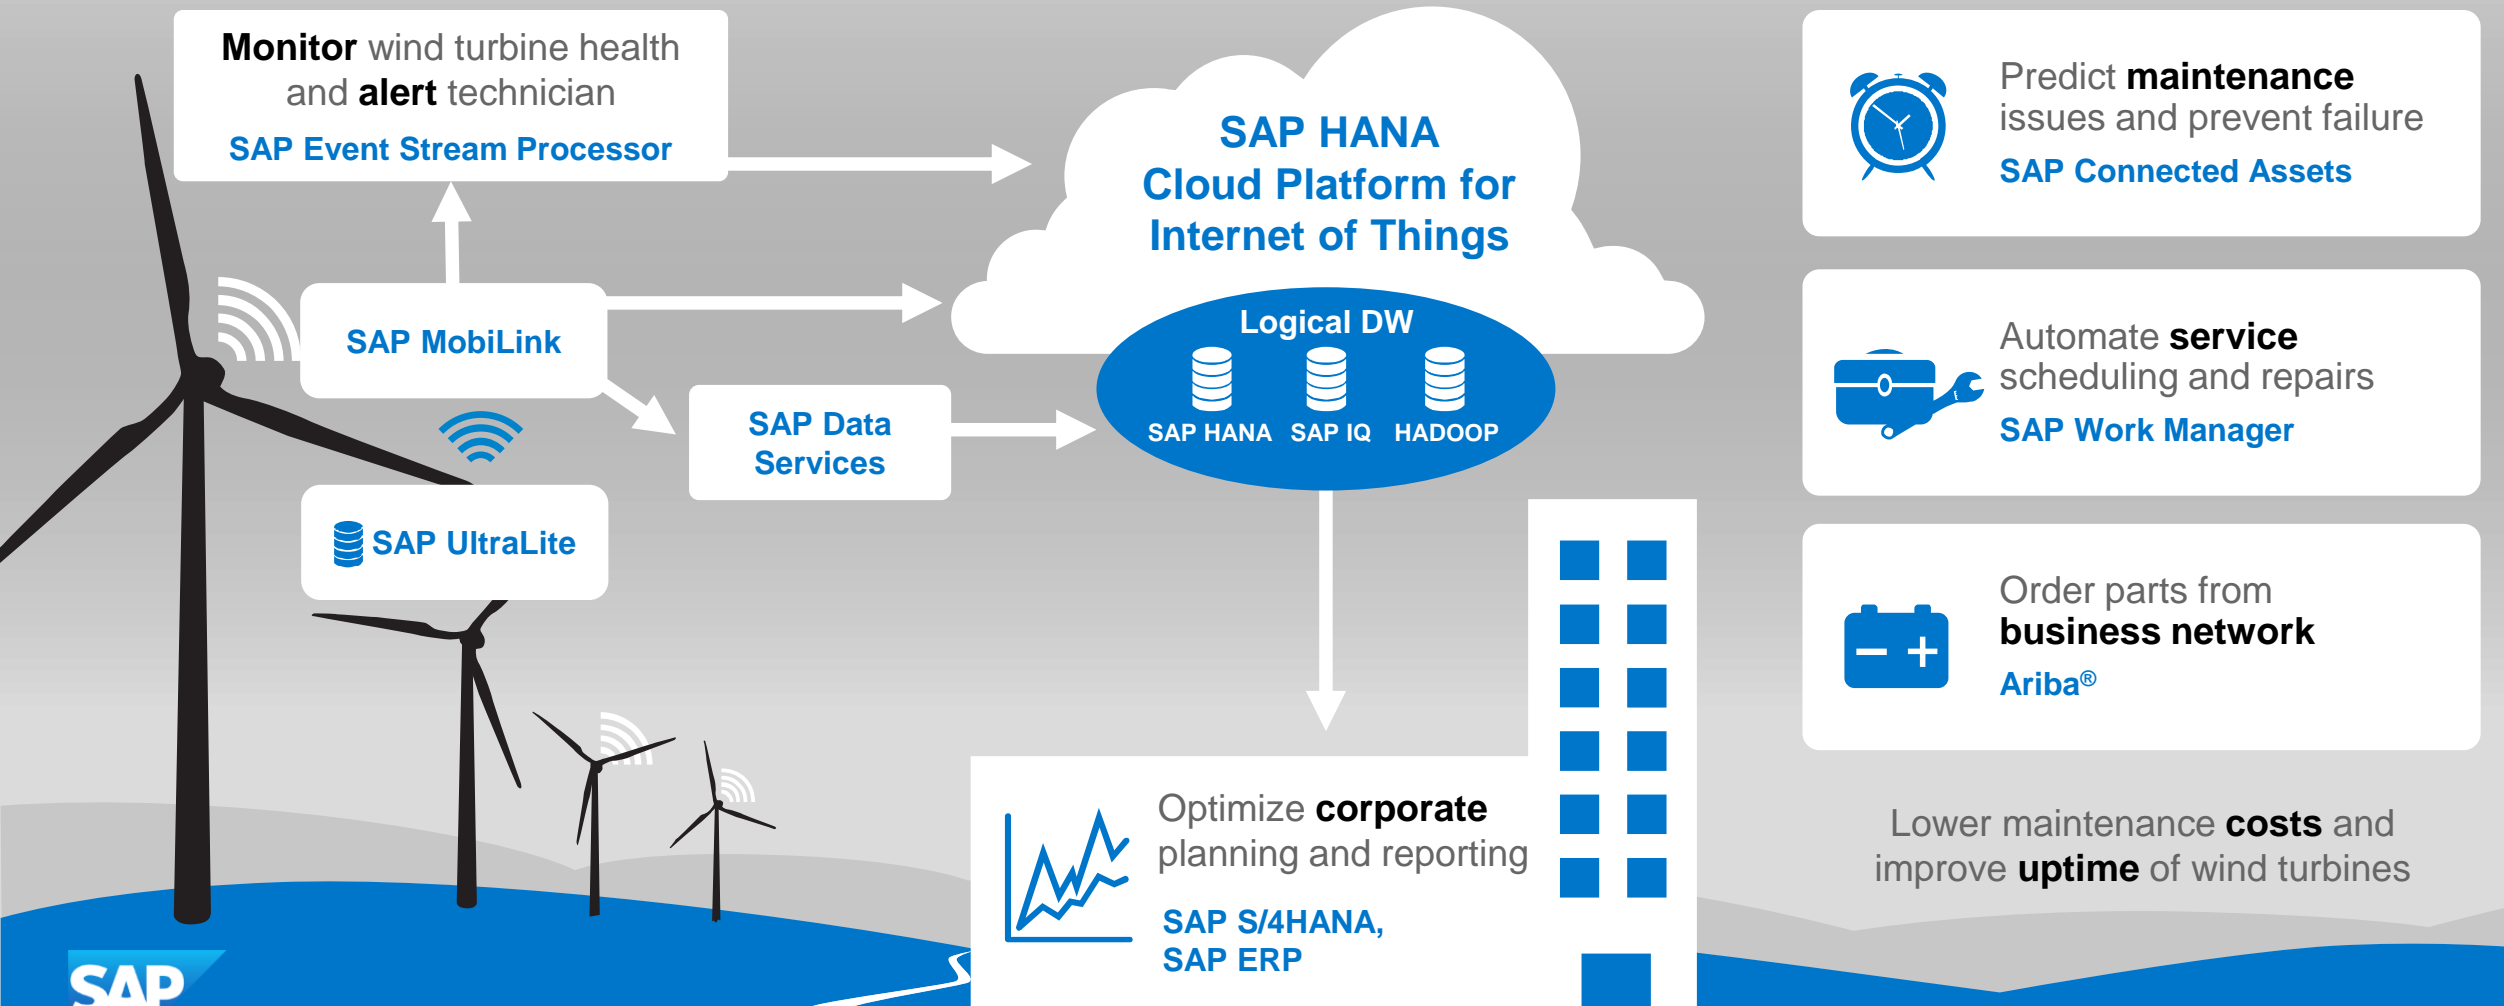 Monitor wind turbine health
and alert technician
SAP Event Stream Processor
SAP MobiLink
SAP UltraLite
SAP Data
Services
SAP HANA
Cloud Platform for
Internet of Things
Logical DW
SAP HANA SAP IQ HADOOP
Optimize corporate
planning and reporting
SAP S/4HANA,
SAP ERP
Predict maintenance
issues and prevent failure
SAP Connected Assets
Automate service
scheduling and repairs
SAP Work Manager
Order parts from
business network
Ariba®
Lower maintenance costs and
improve uptime of wind turbines
SAP